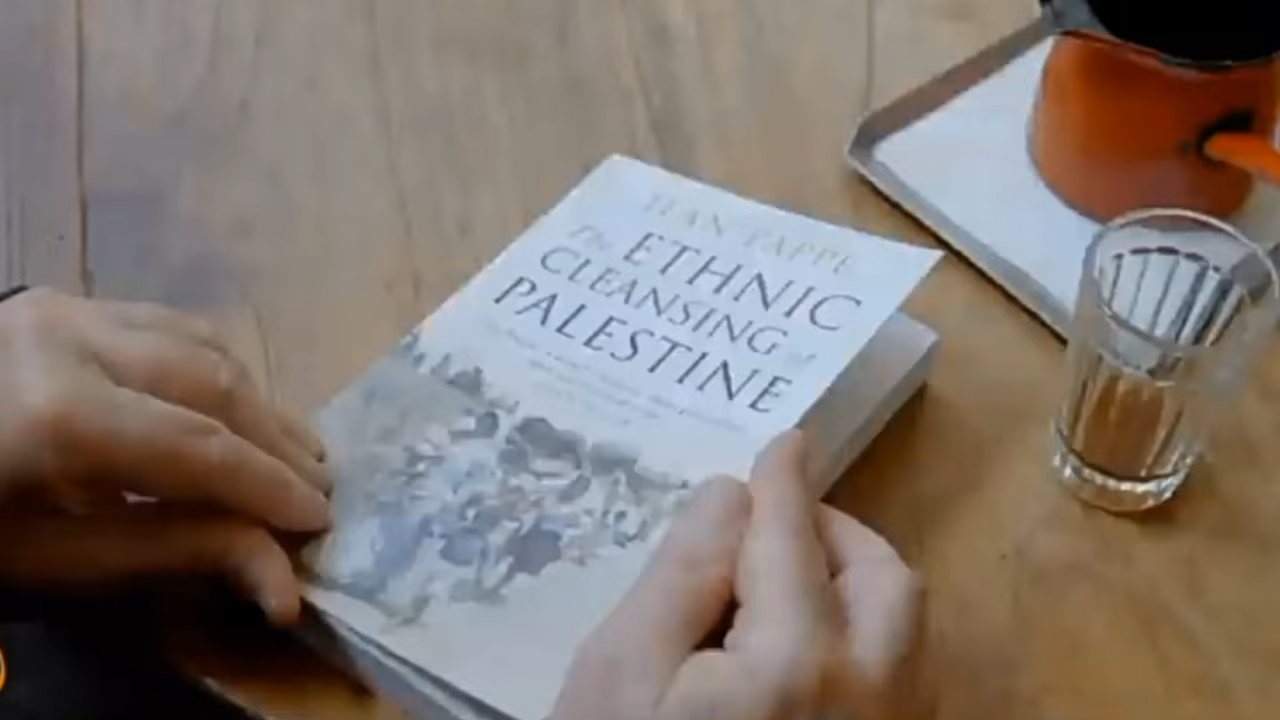 ILAN PAPPE
The ETHNIC
CLEANSING of
PALESTINE